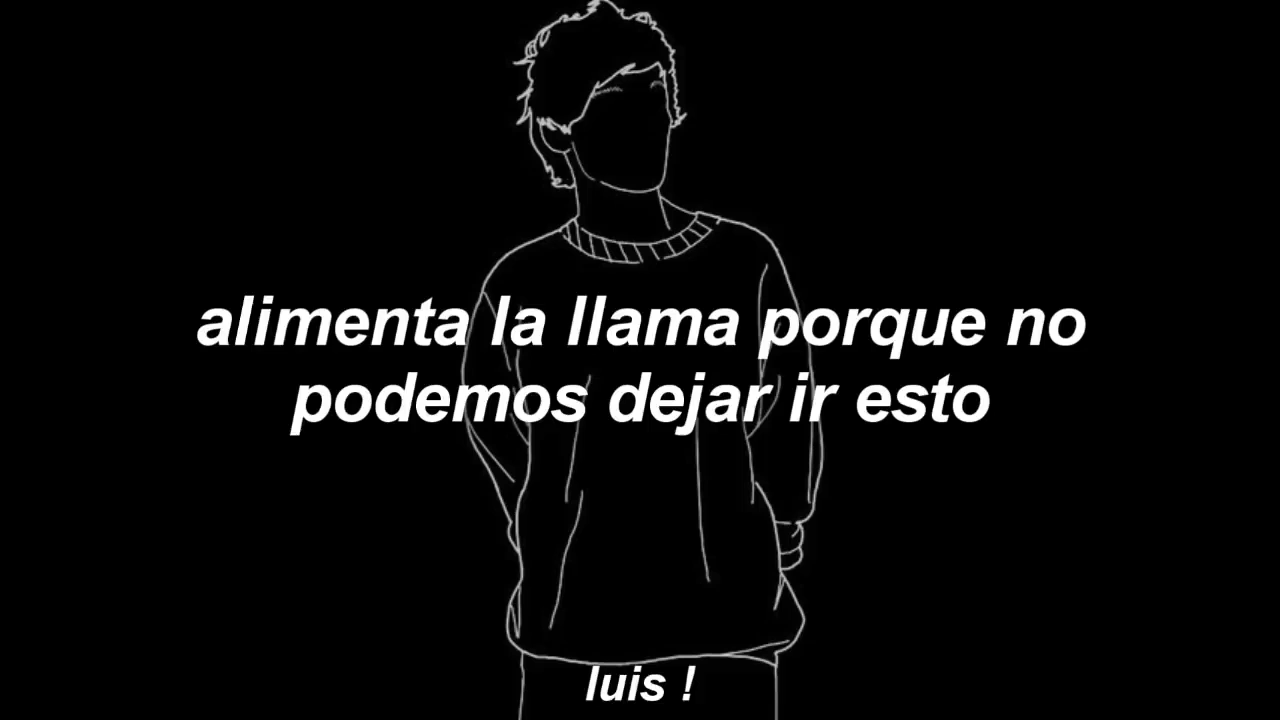 alimenta la llama porque no
podemos dejar ir esto
luis !